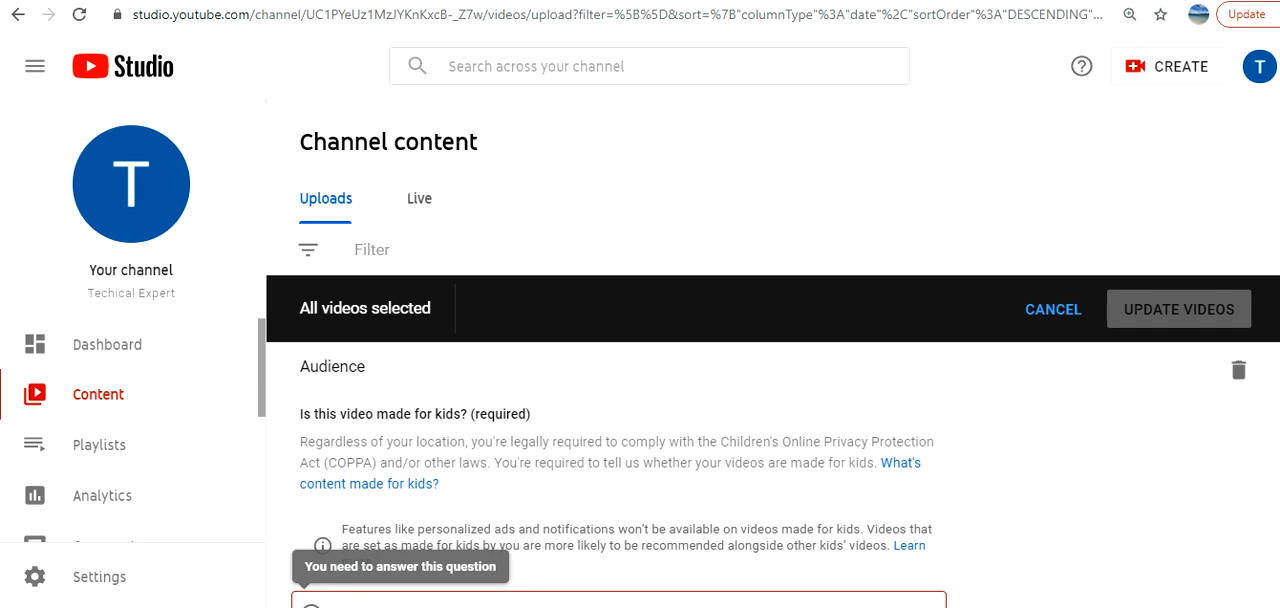 studio.youtube.com/channel/UC1PYeUz1MzJYKnKxcB-_Z7w/videos/upload?filter=%5B%5D&sort=%7B"columnType"%3A"date"%2C"sortOrder"%3A"DESCENDING"...
Update
Studio
Search across your channel
CREATE
T
T
Your channel
Techical Expert
Dashboard
Content
Playlists
Analytics
Settings
Channel content
Uploads Live
Filter
All videos selected
CANCEL
UPDATE VIDEOS
Audience
Is this video made for kids? (required)
Regardless of your location, you're legally required to comply with the Children's Online Privacy Protection
Act (COPPA) and/or other laws. You're required to tell us whether your videos are made for kids. What's
content made for kids?
Features like personalized ads and notifications won't be available on videos made for kids. Videos that
are set as made for kids by you are more likely to be recommended alongside other kids' videos. Learn
You need to answer this question